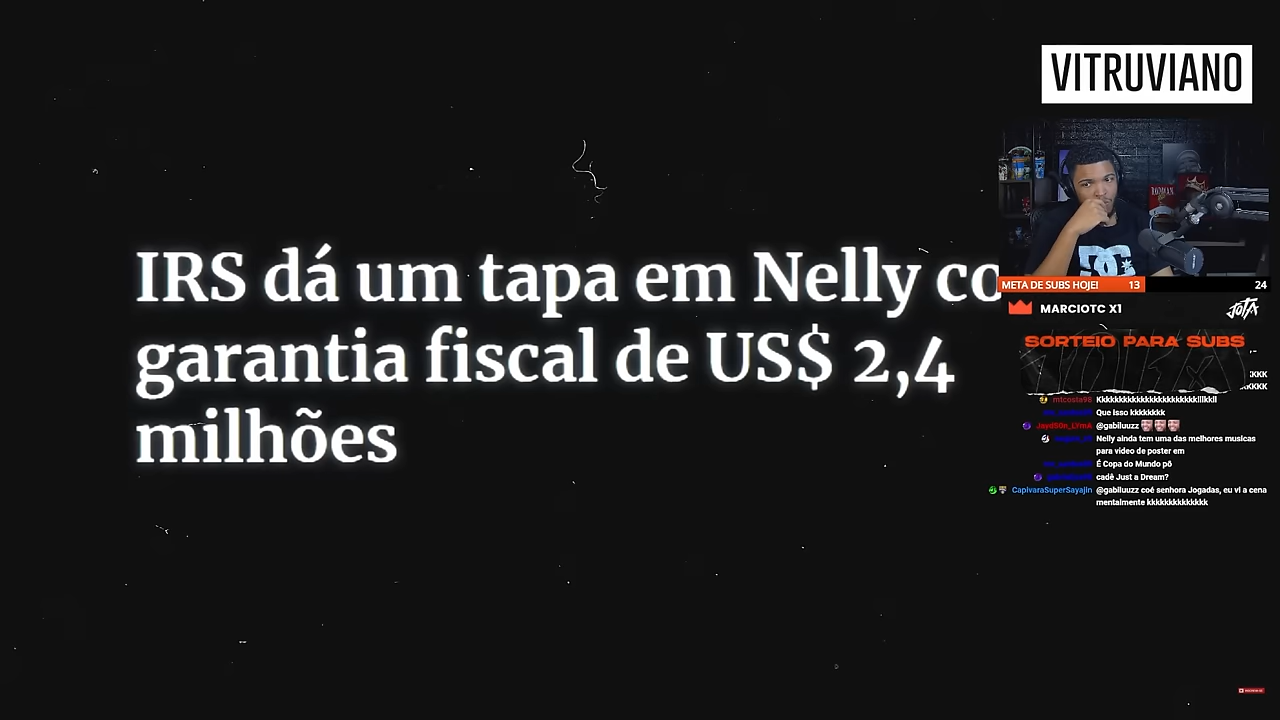 VITRUVIANO
IRS dá um tapa em Nelly co
garantia fiscal de US$ 2,4
milhões
META DE SUBS HOJE! 13 24
MARCIOTC X1
JOTA
SORTEIO PARA SUBS
mtcosta98 Kkkkkkkkkkkkkkkkkkkkkkkkillkkll
Que isso kkkkkkkk
@gabiluuzz
Nelly ainda tem uma das melhores musicas
para video de poster em
É Copa do Mundo pô
cadê Just a Dream?
CapivaraSuperSayajin @gabiluuzz coé senhora Jogadas, eu vi a cena
mentalmente kkkkkkkkkkkkkk